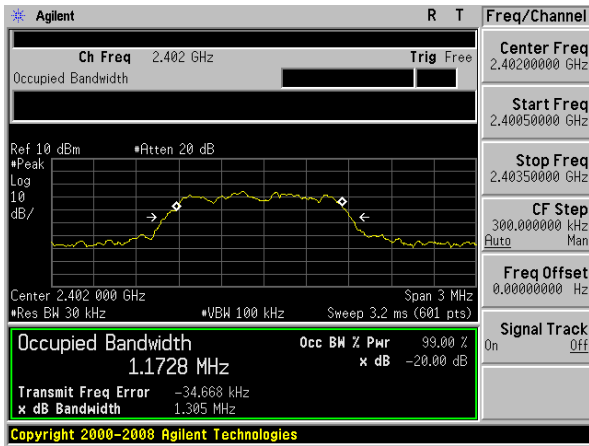 Agilent R T Freq/Channel
Ch Freq 2.402 GHz Trig Free
Occupied Bandwidth
Center Freq
2.40200000 GHz
Start Freq
2.40050000 GHz
Stop Freq
2.40350000 GHz
CF Step
300.000000 kHz
Auto Man
Freq Offset
0.00000000 Hz
Signal Track
On Off
Ref 10 dBm #Atten 20 dB
#Peak
Log
10
dB/
Center 2.402 000 GHz Span 3 MHz
#Res BW 30 kHz #VBW 100 kHz Sweep 3.2 ms (601 pts)
Occupied Bandwidth Occ BW % Pwr 99.00 %
1.1728 MHz x dB -20.00 dB
Transmit Freq Error -34.668 kHz
x dB Bandwidth 1.305 MHz
Copyright 2000-2008 Agilent Technologies